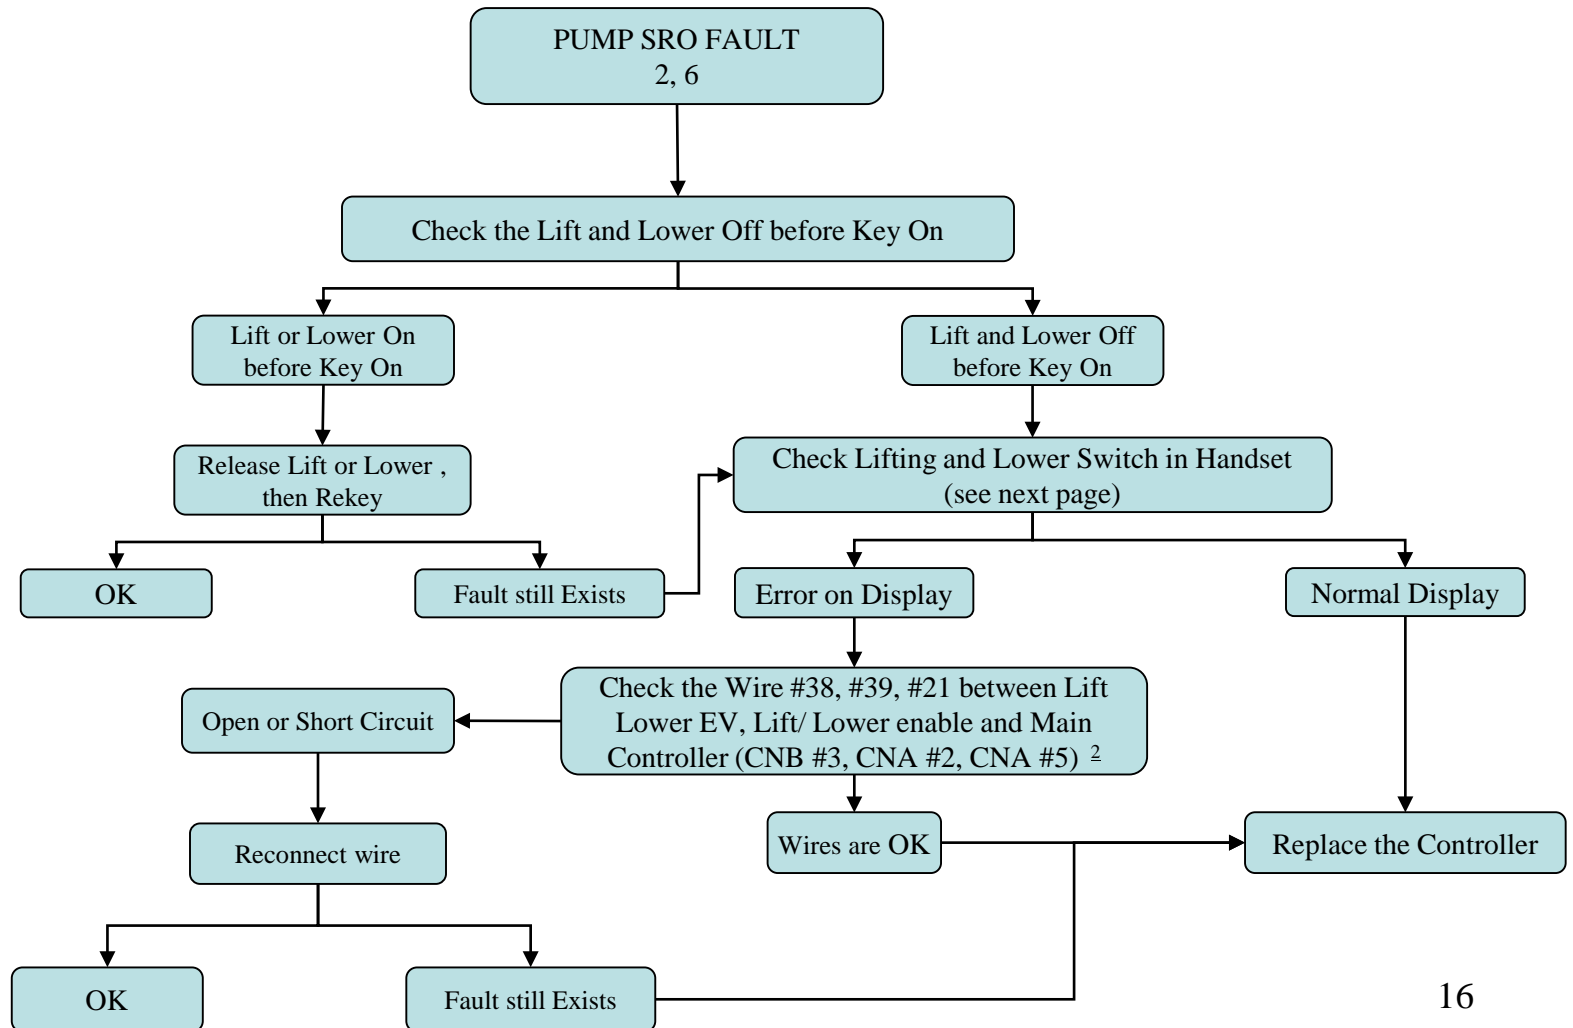 PUMP SRO FAULT
2, 6
Check the Lift and Lower Off before Key On
Lift or Lower On
before Key On
Lift and Lower Off
before Key On
Release Lift or Lower ,
then Rekey
Check Lifting and Lower Switch in Handset
(see next page)
OK
Fault still Exists
Error on Display
Normal Display
Check the Wire #38, #39, #21 between Lift
Lower EV, Lift/ Lower enable and Main
Controller (CNB #3, CNA #2, CNA #5) 2
Open or Short Circuit
Reconnect wire
Wires are OK
Replace the Controller
OK
Fault still Exists
16